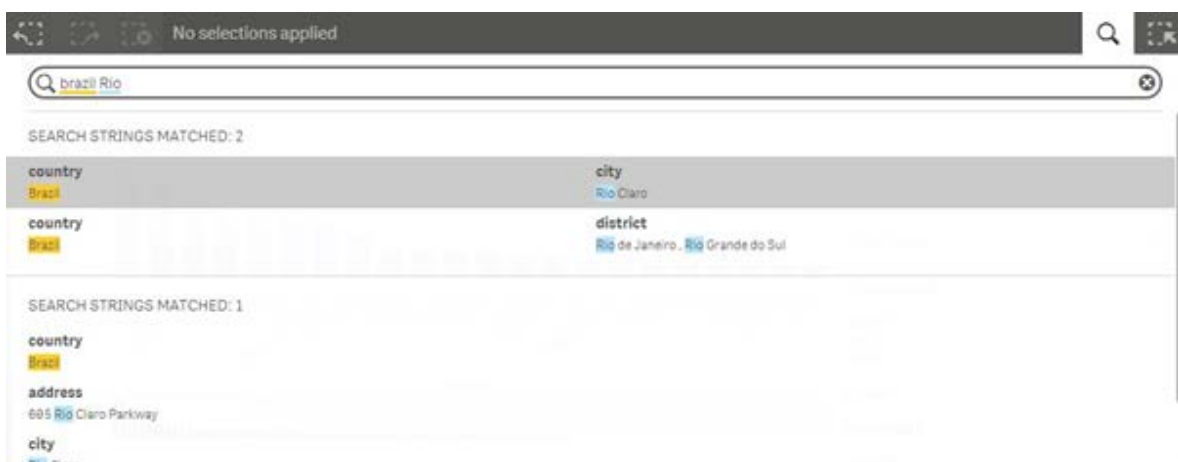 No selections applied
brazil Rio
SEARCH STRINGS MATCHED: 2
country city
Brazil Rio Claro
country district
Brazil Rio de Janeiro , Rio Grande do Sul
SEARCH STRINGS MATCHED: 1
country
Brazil
address
605 Rio Claro Parkway
city